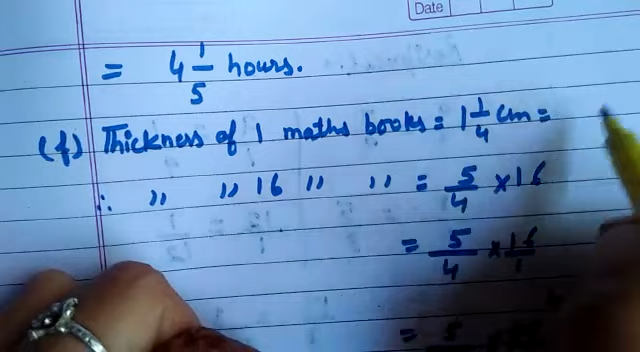 Date
= 4 1/5 hours.
(f) Thickness of 1 maths books = 1 1/4 cm =
∴ " " 16 " " = 5/4 × 16
= 5/4 × 16/1
= 5